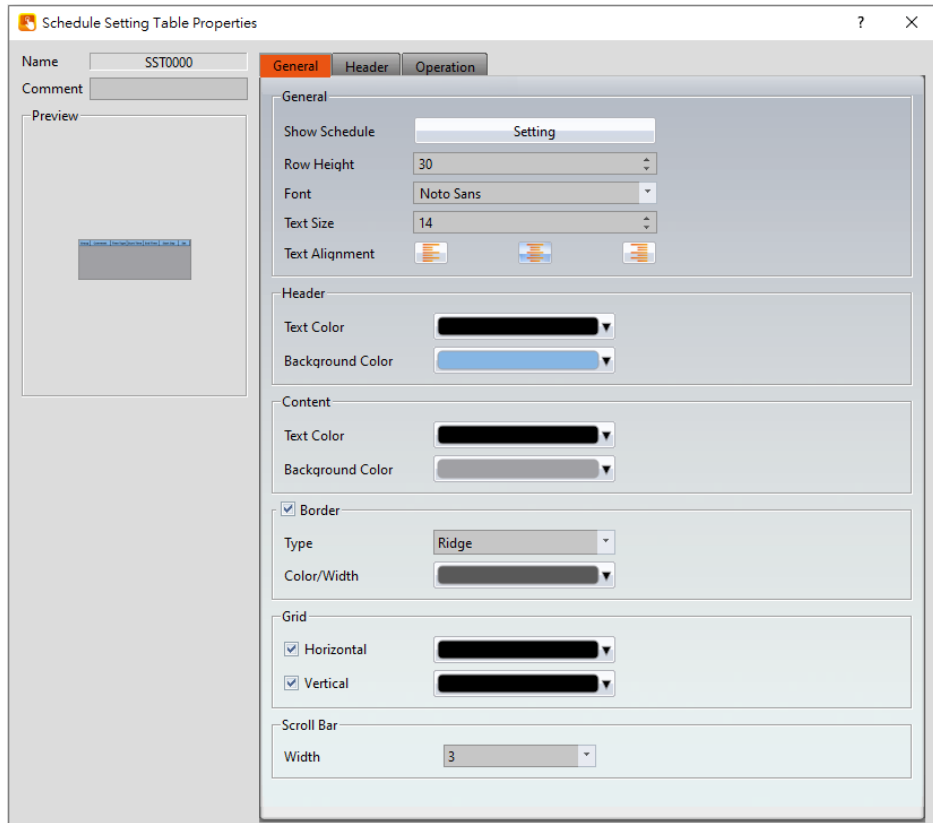 Schedule Setting Table Properties
?
Name SST0000
Comment
Preview
General Header Operation
General
Show Schedule Setting
Row Height 30
Font Noto Sans
Text Size 14
Text Alignment
Header
Text Color
Background Color
Content
Text Color
Background Color
Border
Type Ridge
Color/Width
Grid
Horizontal
Vertical
Scroll Bar
Width 3